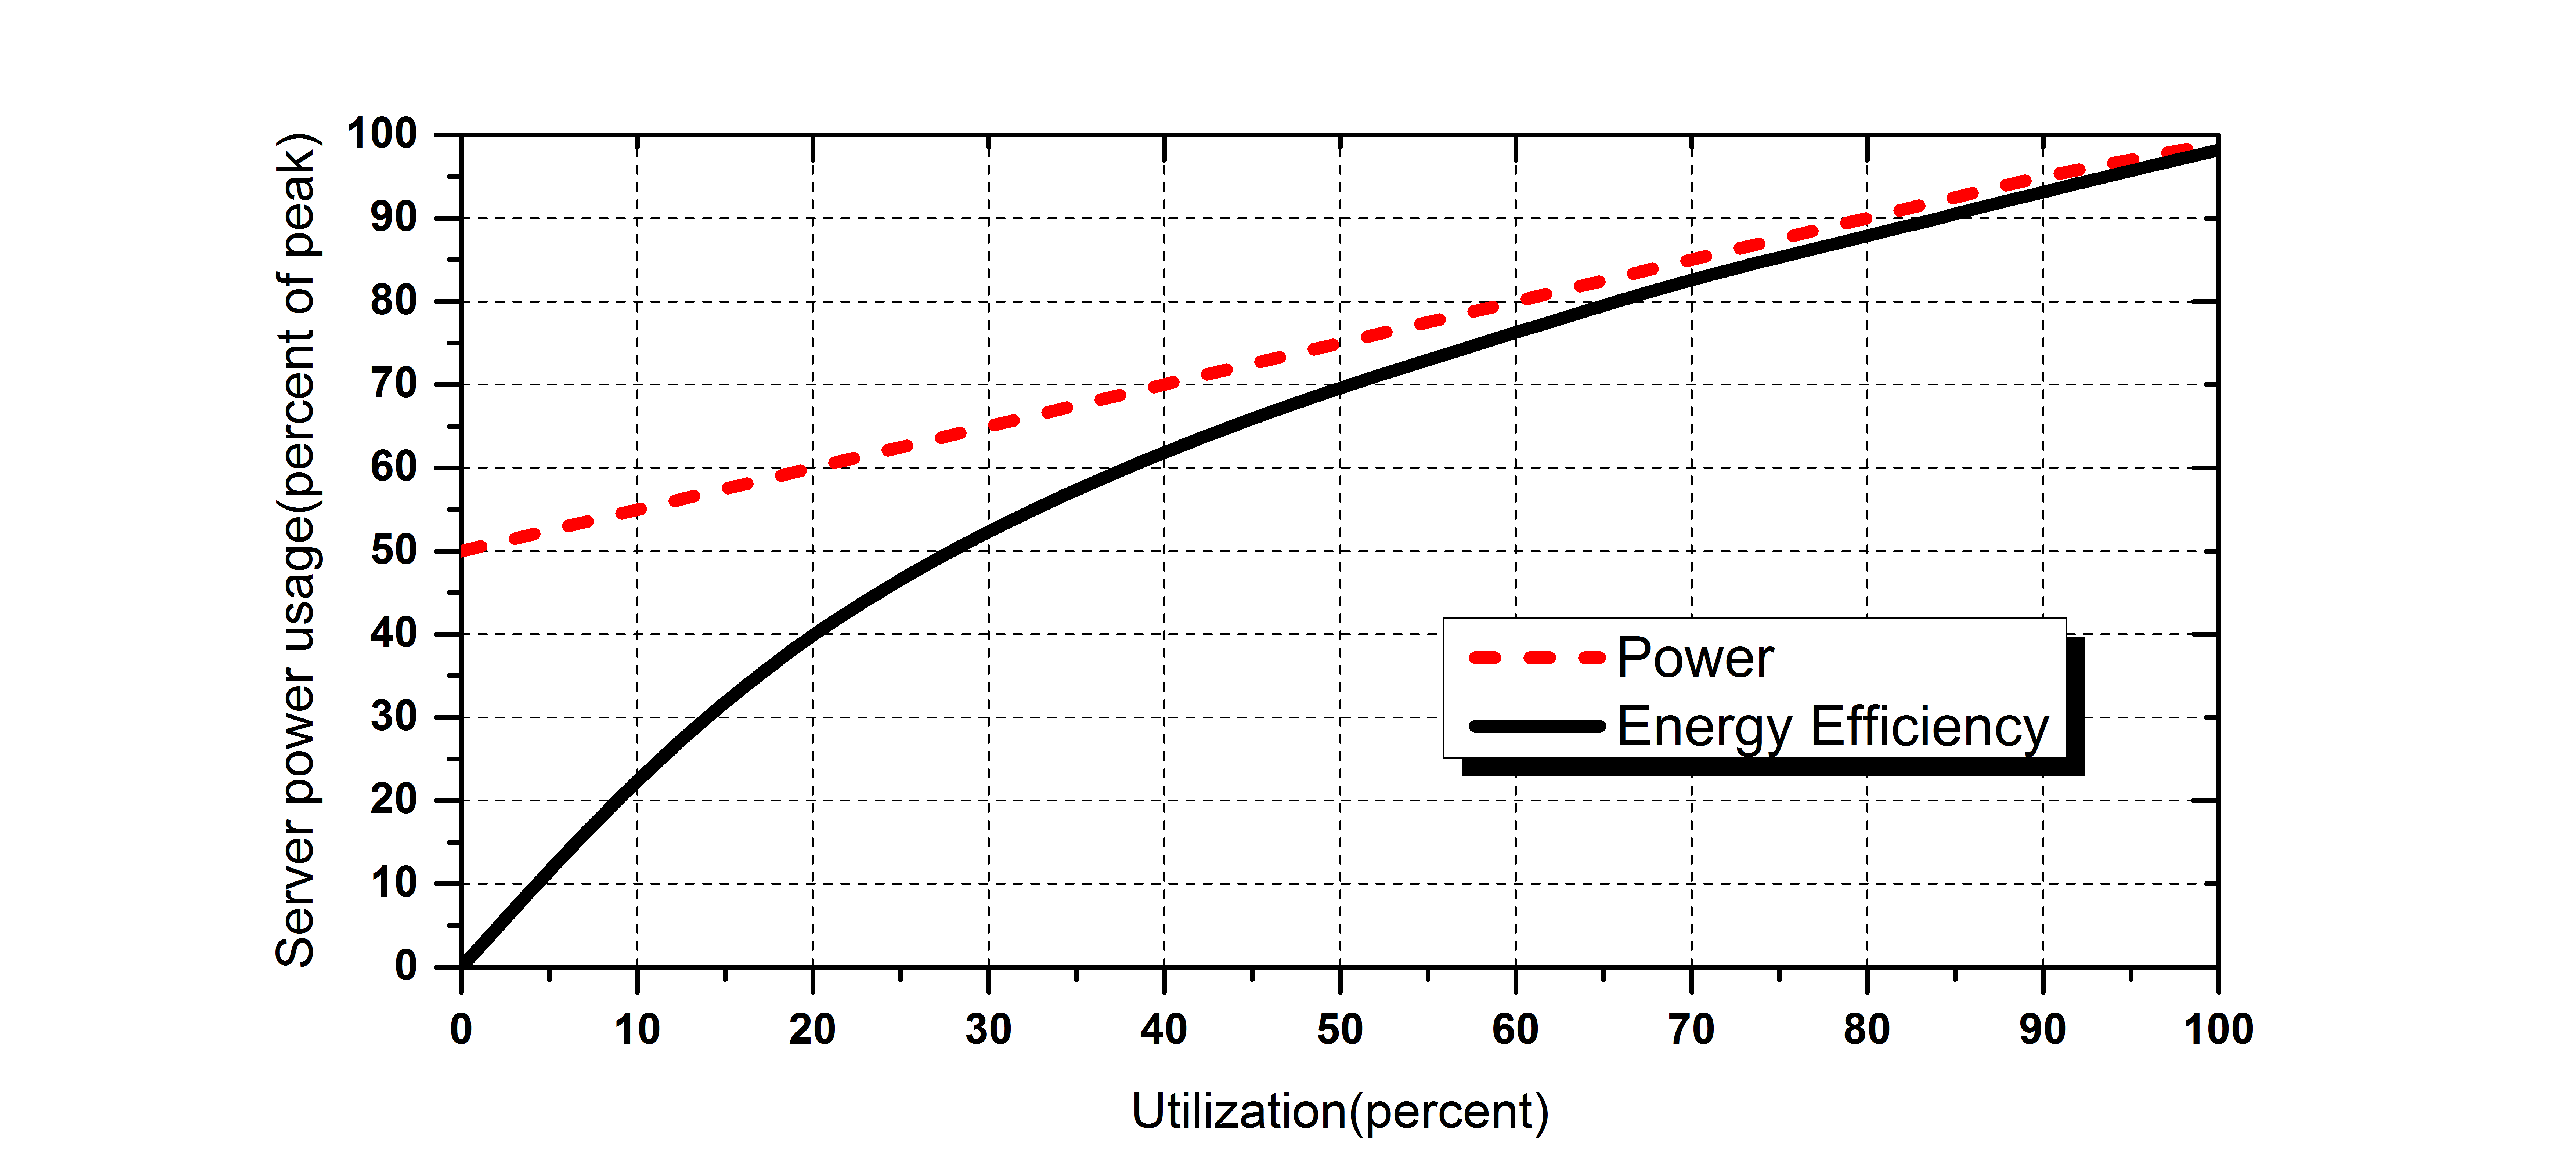 Server power usage(percent of peak)
100
90
80
70
60
50
40
30
20
10
0
Power
Energy Efficiency
0 10 20 30 40 50 60 70 80 90 100
Utilization(percent)